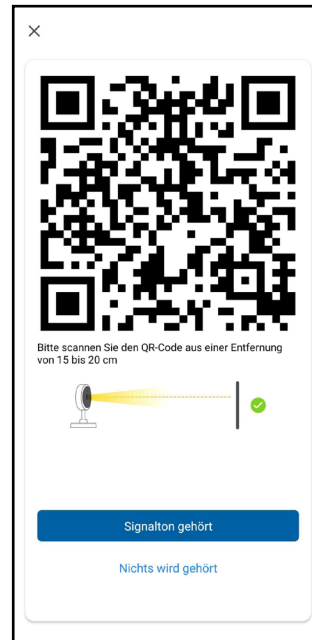 Bitte scannen Sie den QR-Code aus einer Entfernung
von 15 bis 20 cm
Signalton gehört
Nichts wird gehört